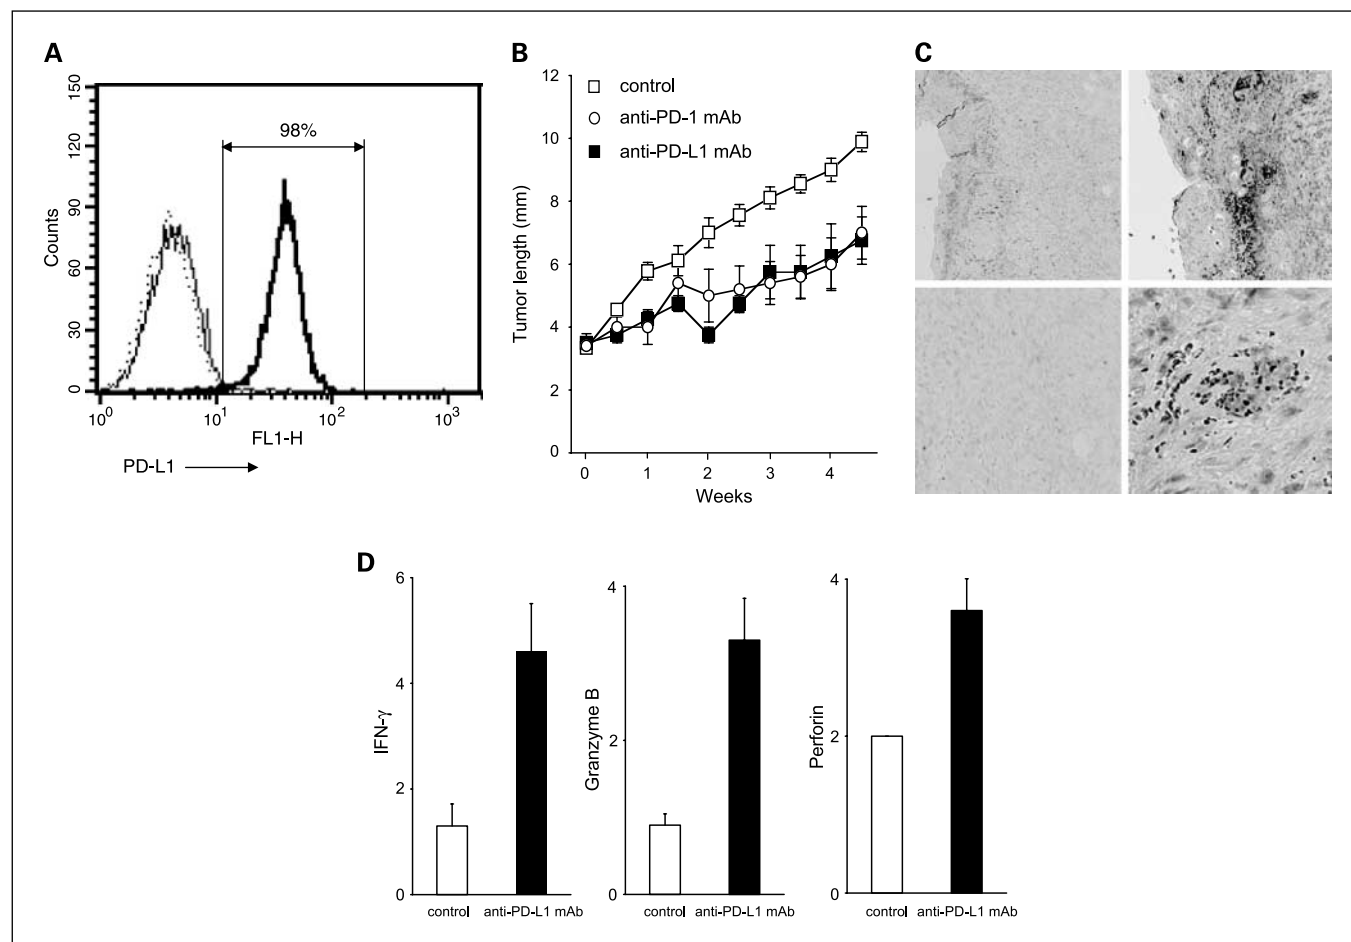 A
150
120
90
60
30
0
Counts
98%
10^0
10^1
10^2
10^3
FL1-H
PD-L1
B
12
10
8
6
4
2
0
Tumor length (mm)
control
anti-PD-1 mAb
anti-PD-L1 mAb
0
1
2
3
4
Weeks
C
D
6
4
2
0
IFN-γ
control
anti-PD-L1 mAb
4
2
0
Granzyme B
control
anti-PD-L1 mAb
4
2
0
Perforin
control
anti-PD-L1 mAb